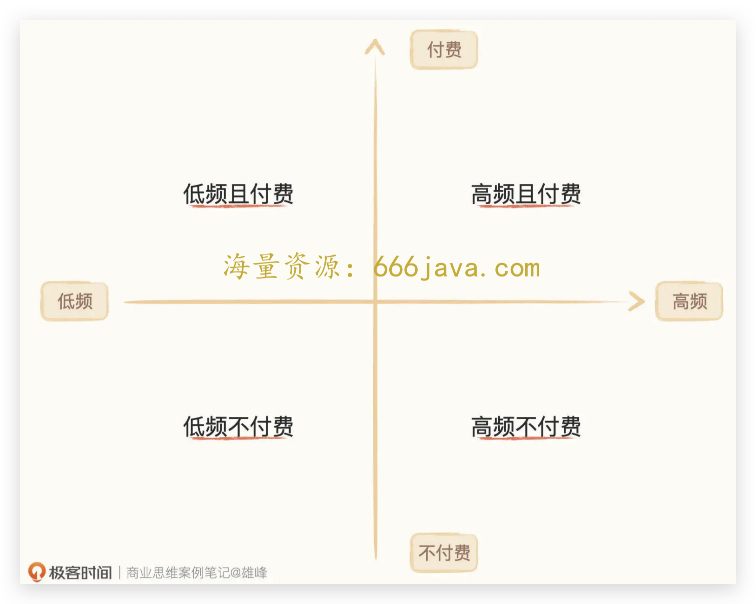 付费
低频且付费
高频且付费
海量资源：666java.com
低频
高频
低频不付费
高频不付费
不付费
极客时间 | 商业思维案例笔记@雄峰